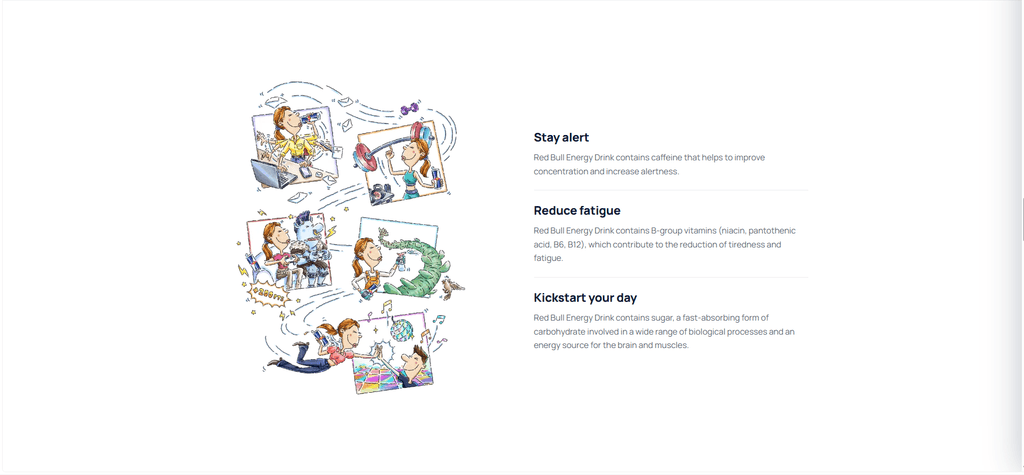 Stay alert
Red Bull Energy Drink contains caffeine that helps to improve
concentration and increase alertness.
Reduce fatigue
Red Bull Energy Drink contains B-group vitamins (niacin, pantothenic
acid, B6, B12), which contribute to the reduction of tiredness and
fatigue.
Kickstart your day
Red Bull Energy Drink contains sugar, a fast-absorbing form of
carbohydrate involved in a wide range of biological processes and an
energy source for the brain and muscles.